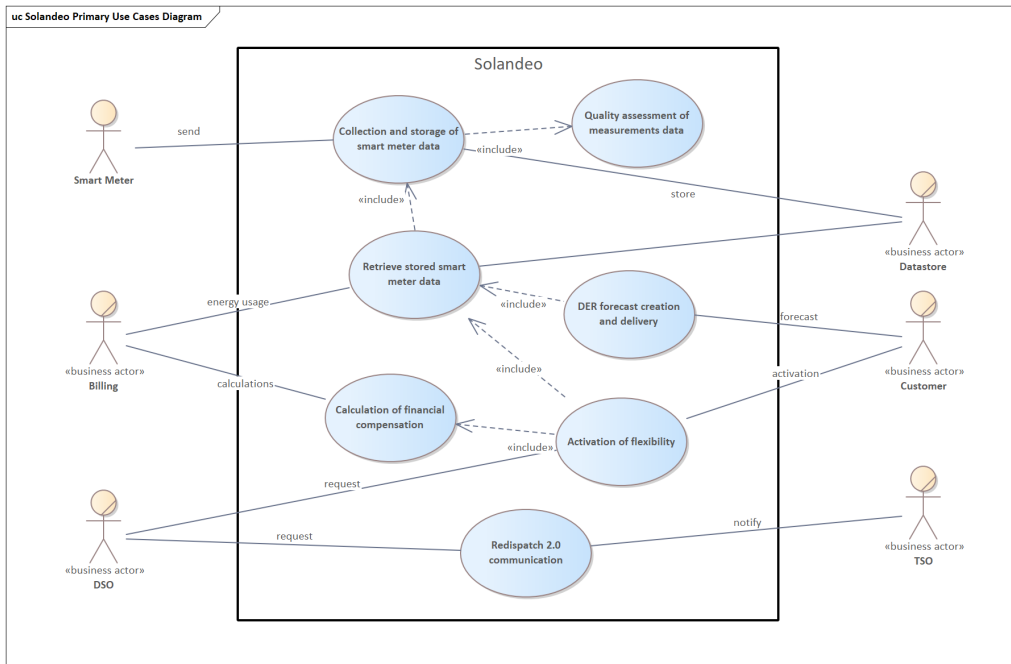 uc Solandeo Primary Use Cases Diagram
Solandeo
Quality assessment of
measurements data
Collection and storage of
smart meter data
send
«include»
Smart Meter
store
«include»
«business actor»
Datastore
Retrieve stored smart
meter data
energy usage
«include»
DER forecast creation
and delivery
forecast
«business actor»
Billing
«business actor»
Customer
calculations
«include»
activation
Calculation of financial
compensation
Activation of flexibility
«include»
request
request
notify
Redispatch 2.0
communication
«business actor»
DSO
«business actor»
TSO